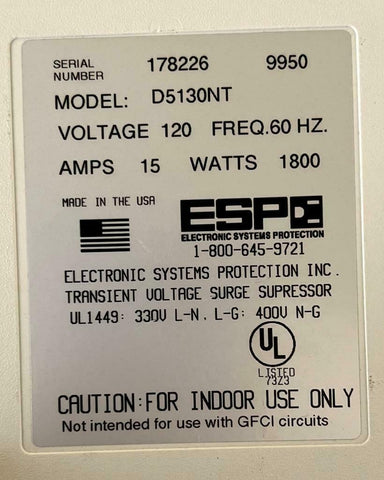 SERIAL NUMBER 178226 9950
MODEL: D5130NT
VOLTAGE 120 FREQ.60 HZ.
AMPS 15 WATTS 1800
MADE IN THE USA
ESP
ELECTRONIC SYSTEMS PROTECTION
1-800-645-9721
ELECTRONIC SYSTEMS PROTECTION INC.
TRANSIENT VOLTAGE SURGE SUPRESSOR
UL1449: 330V L-N, L-G: 400V N-G
UL
LISTED
73Z3
CAUTION:FOR INDOOR USE ONLY
Not intended for use with GFCI circuits